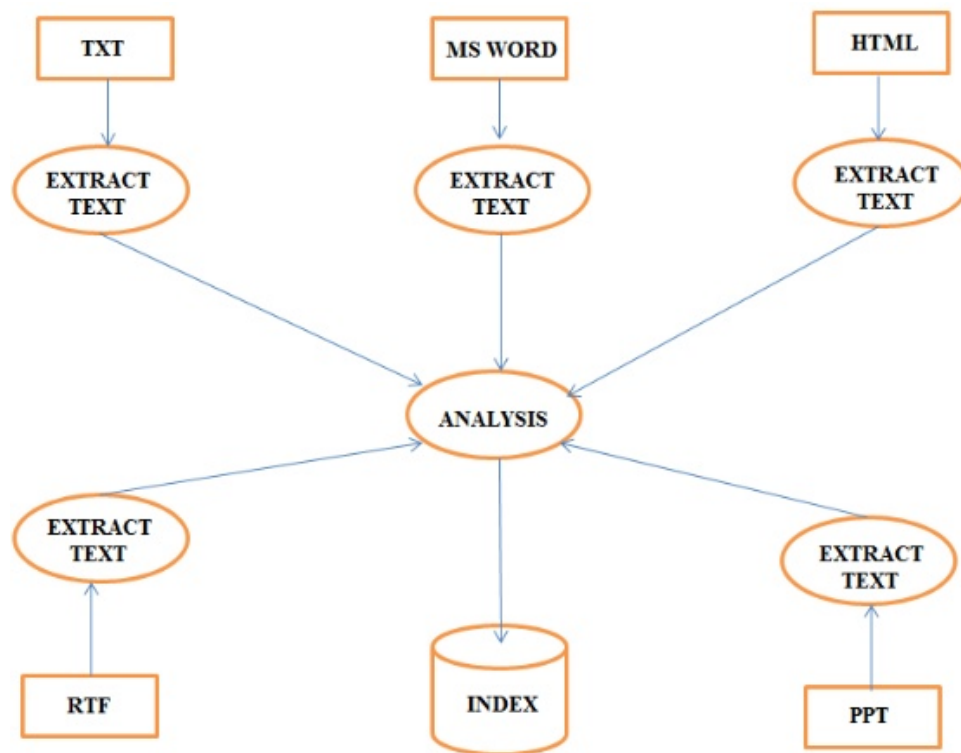 TXT
MS WORD
HTML
EXTRACT
TEXT
EXTRACT
TEXT
EXTRACT
TEXT
ANALYSIS
EXTRACT
TEXT
EXTRACT
TEXT
RTF
INDEX
PPT